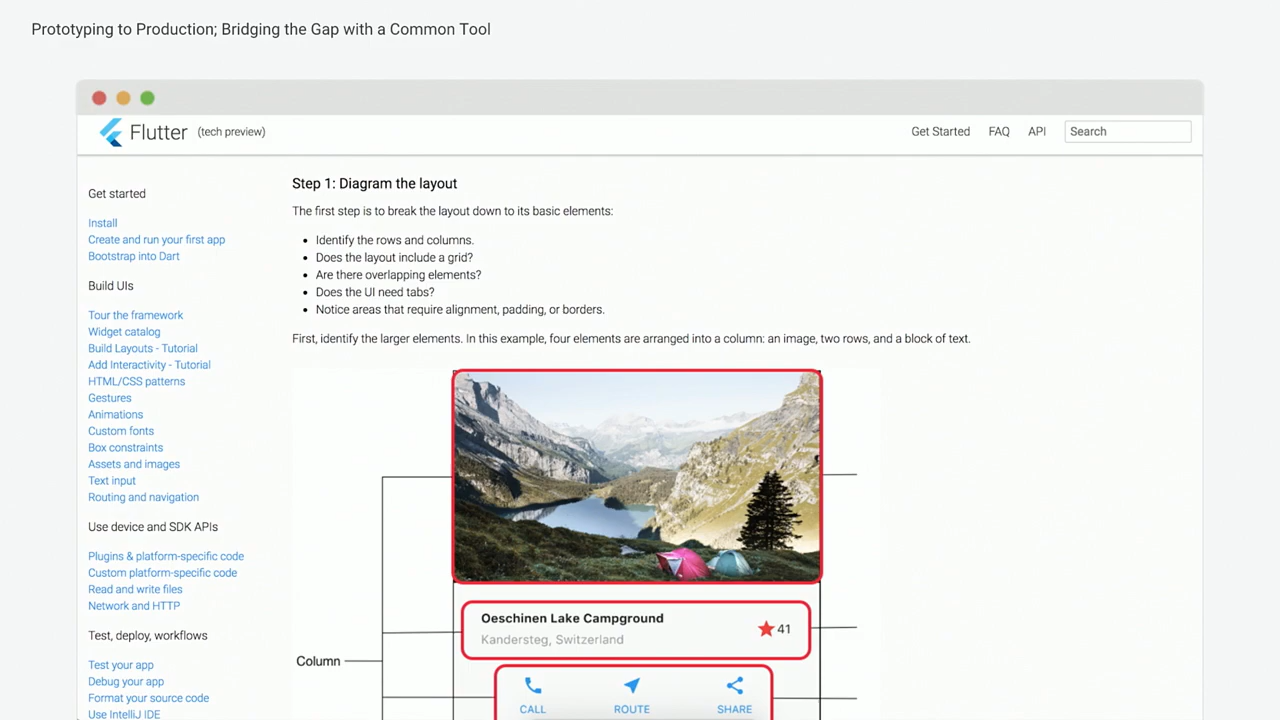 Prototyping to Production; Bridging the Gap with a Common Tool
Flutter (tech preview)
Get Started FAQ API Search
Get started
Install
Create and run your first app
Bootstrap into Dart
Build UIs
Tour the framework
Widget catalog
Build Layouts - Tutorial
Add Interactivity - Tutorial
HTML/CSS patterns
Gestures
Animations
Custom fonts
Box constraints
Assets and images
Text input
Routing and navigation
Use device and SDK APIs
Plugins & platform-specific code
Custom platform-specific code
Read and write files
Network and HTTP
Test, deploy, workflows
Test your app
Debug your app
Format your source code
Use IntelliJ IDE
Step 1: Diagram the layout
The first step is to break the layout down to its basic elements:
• Identify the rows and columns.
• Does the layout include a grid?
• Are there overlapping elements?
• Does the UI need tabs?
• Notice areas that require alignment, padding, or borders.
First, identify the larger elements. In this example, four elements are arranged into a column: an image, two rows, and a block of text.
Oeschinen Lake Campground
Kandersteg, Switzerland
41
Column
CALL ROUTE SHARE